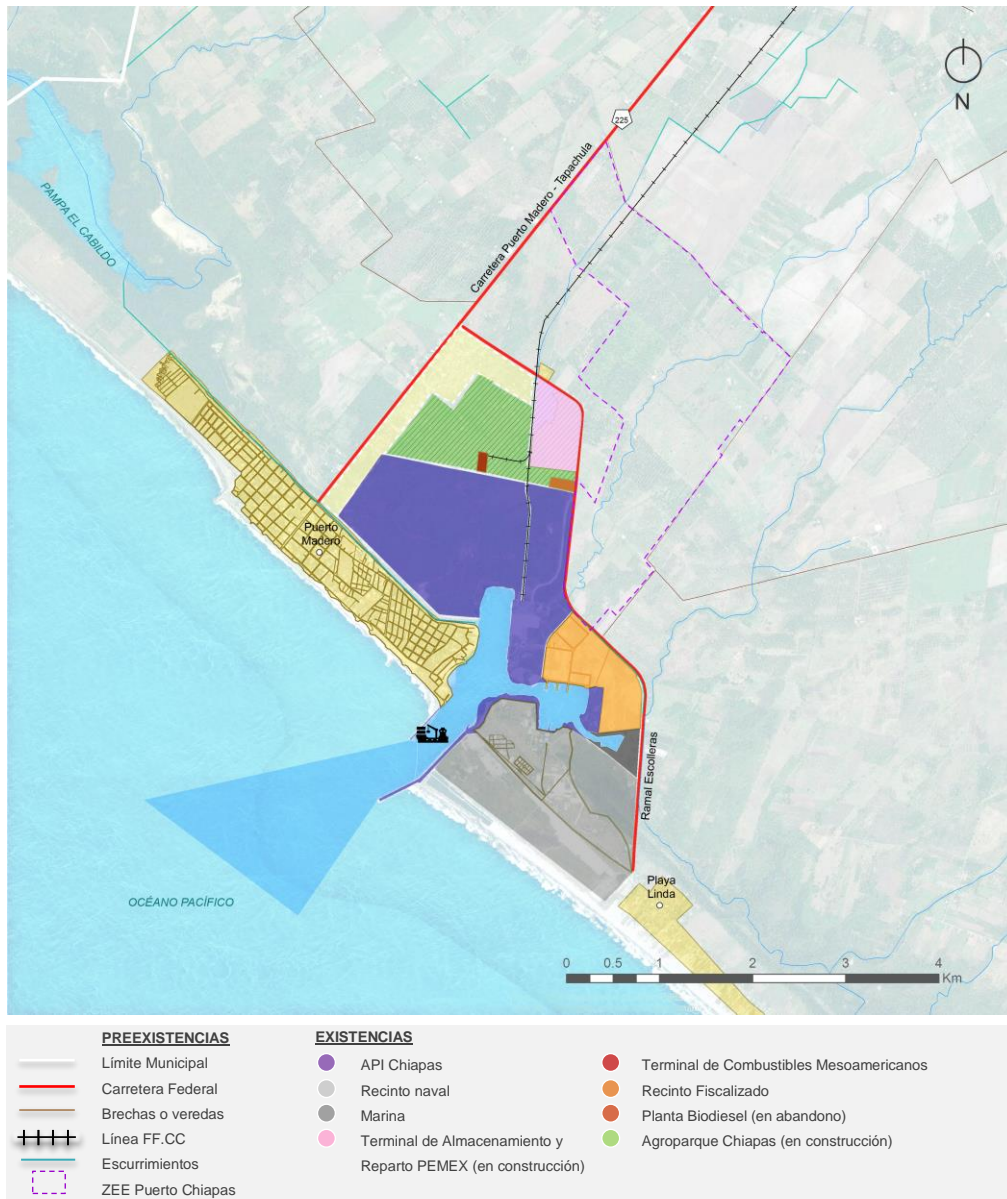 N
225
Carretera Puerto Madero - Tapachula
PAMPA EL CABILDO
Puerto
Madero
Ramal Escolleras
Playa
Linda
OCÉANO PACÍFICO
0 0.5 1 2 3 4
Km
PREEXISTENCIAS
Límite Municipal
Carretera Federal
Brechas o veredas
Línea FF.CC
Escurrimientos
ZEE Puerto Chiapas
EXISTENCIAS
API Chiapas
Recinto naval
Marina
Terminal de Almacenamiento y
Reparto PEMEX (en construcción)
Terminal de Combustibles Mesoamericanos
Recinto Fiscalizado
Planta Biodiesel (en abandono)
Agroparque Chiapas (en construcción)